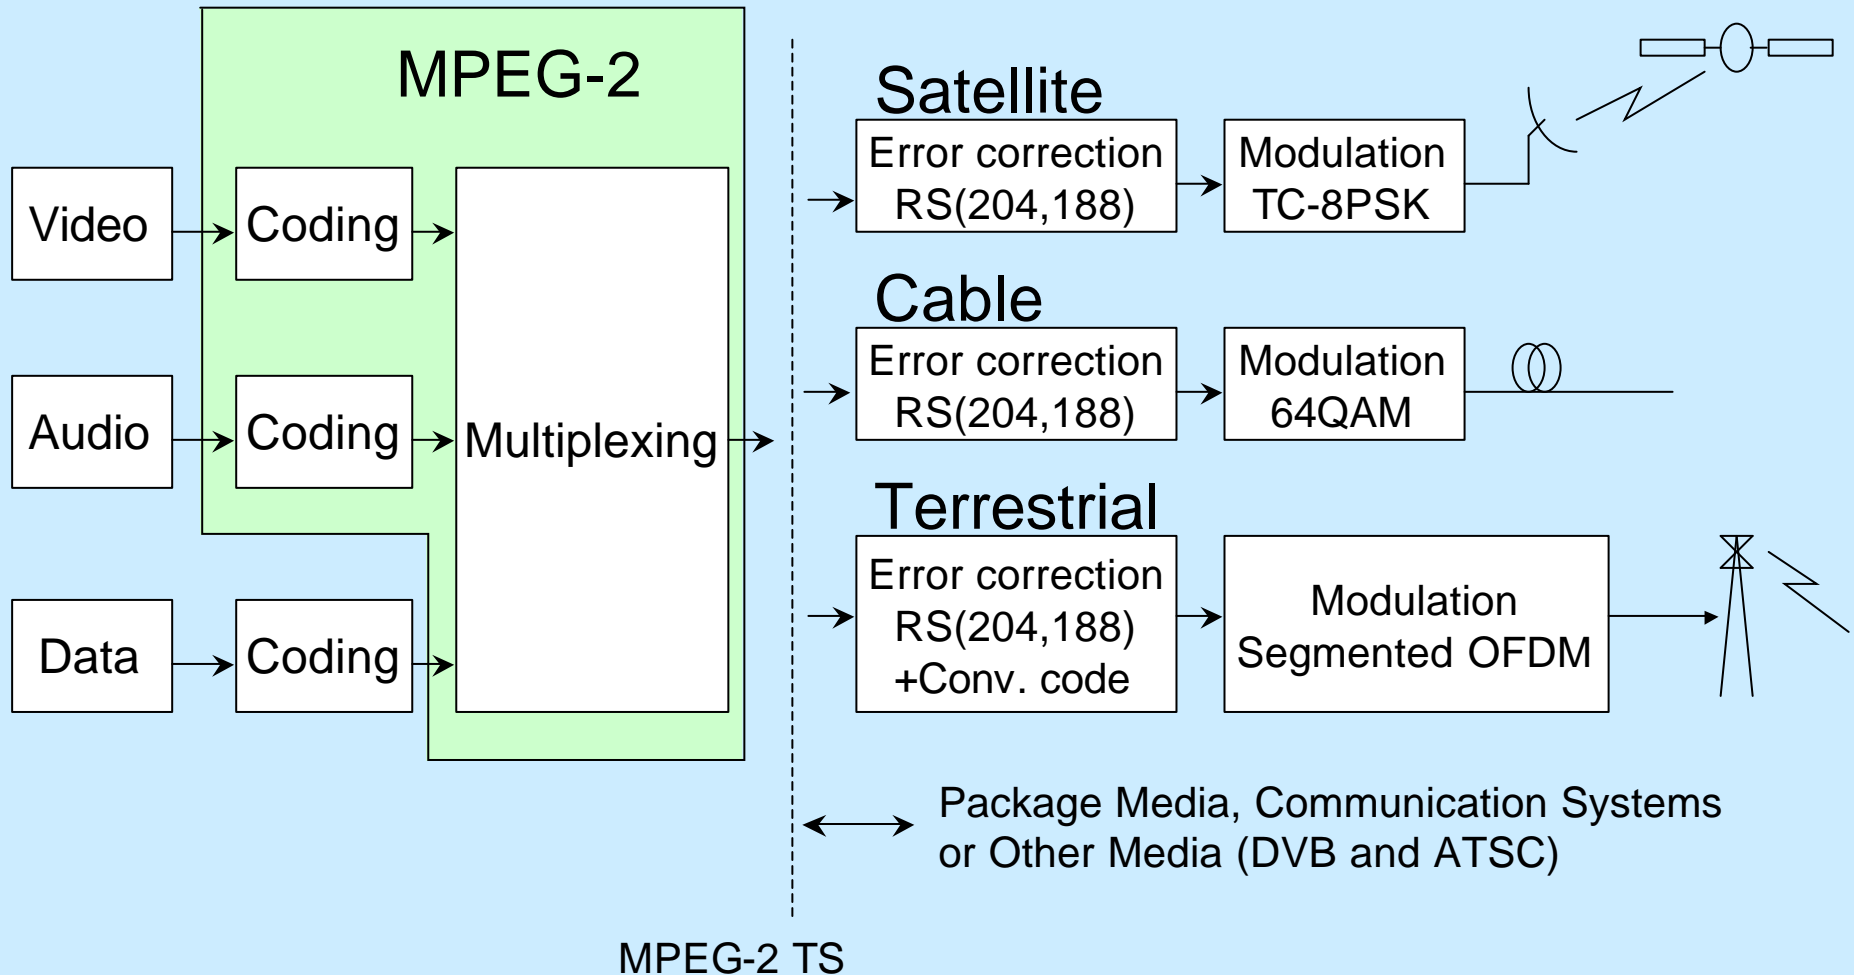 MPEG-2
Video
Coding
Audio
Coding
Multiplexing
Data
Coding
Satellite
Error correction
RS(204,188)
Modulation
TC-8PSK
Cable
Error correction
RS(204,188)
Modulation
64QAM
Terrestrial
Error correction
RS(204,188)
+Conv. code
Modulation
Segmented OFDM
Package Media, Communication Systems
or Other Media (DVB and ATSC)
MPEG-2 TS